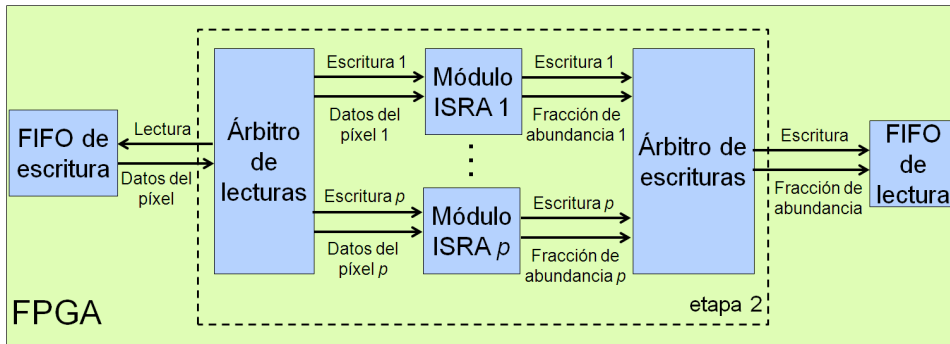 FIFO de
escritura
Lectura
Datos del
píxel
Árbitro
de
lecturas
Escritura 1
Datos del
píxel 1
Módulo
ISRA 1
Escritura 1
Fracción de
abundancia 1
Escritura p
Datos del
píxel p
Módulo
ISRA p
Escritura p
Fracción de
abundancia p
Árbitro de
escrituras
Escritura
Fracción de
abundancia
FIFO
de
lectura
etapa 2
FPGA